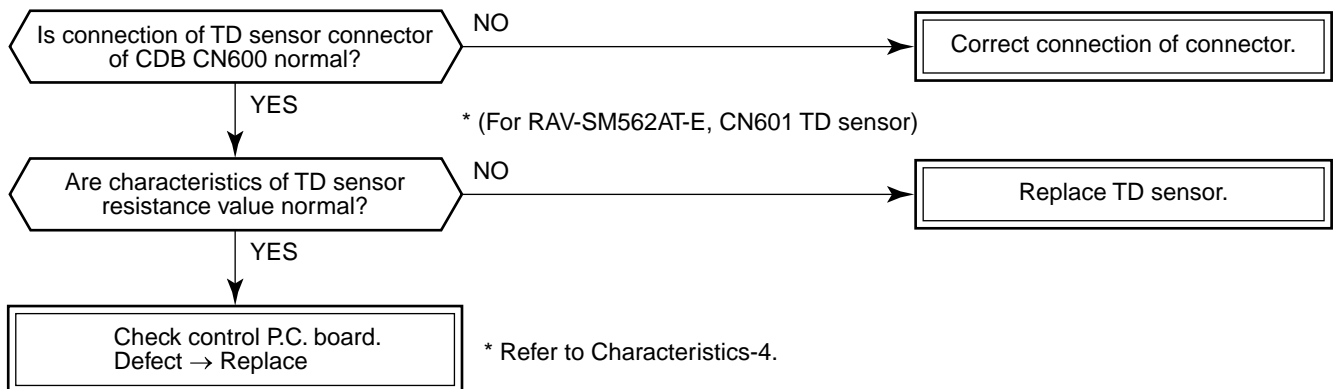 Is connection of TD sensor connector
of CDB CN600 normal?
NO
Correct connection of connector.
YES
* (For RAV-SM562AT-E, CN601 TD sensor)
Are characteristics of TD sensor
resistance value normal?
NO
Replace TD sensor.
YES
Check control P.C. board.
Defect → Replace
* Refer to Characteristics-4.